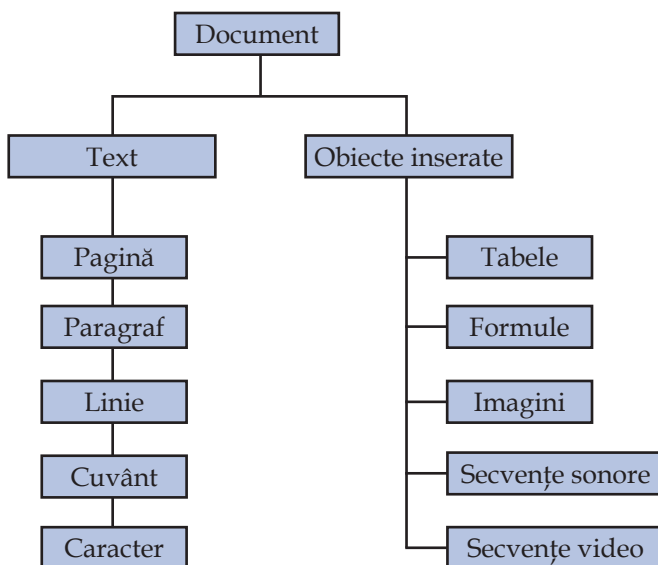 Document
Text
Obiecte inserate
Pagină
Paragraf
Linie
Cuvânt
Caracter
Tabele
Formule
Imagini
Secvențe sonore
Secvențe video